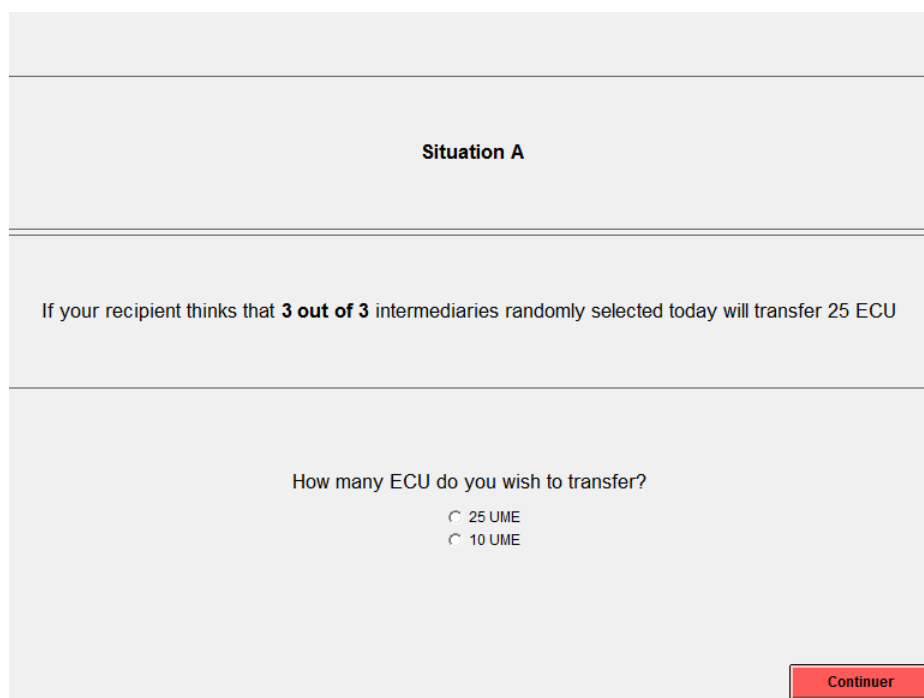 Situation A
If your recipient thinks that 3 out of 3 intermediaries randomly selected today will transfer 25 ECU
How many ECU do you wish to transfer?
25 UME
10 UME
Continuer